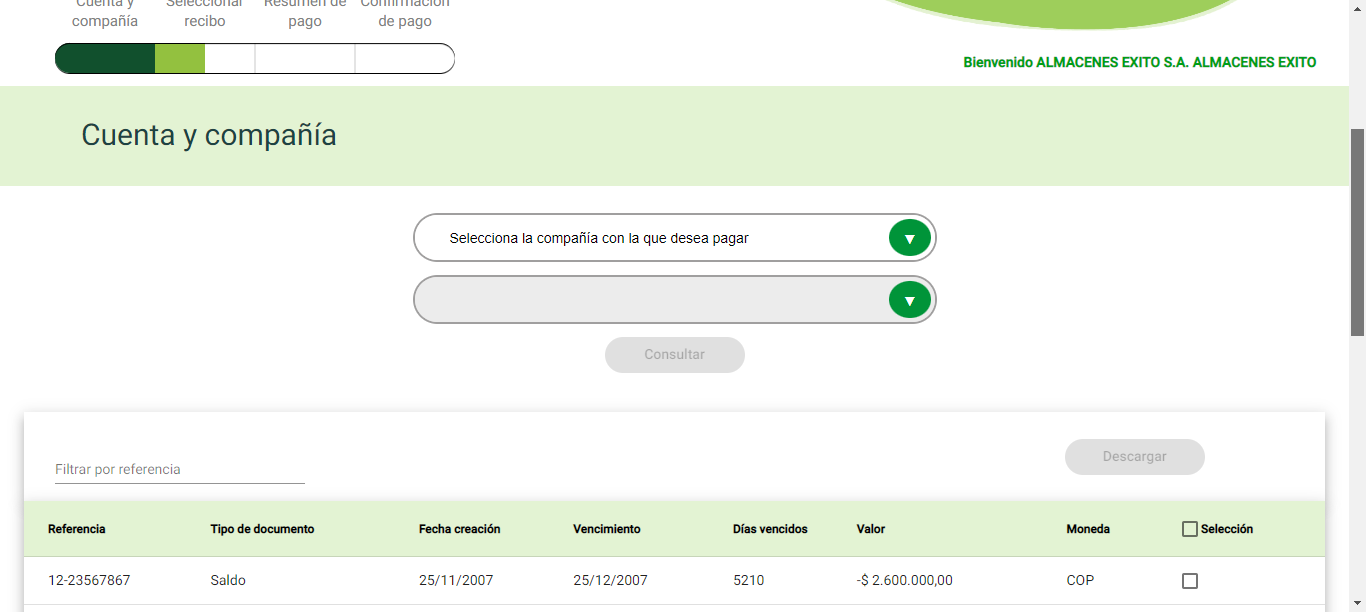 Cuenta y
compañía
Seleccionar
recibo
Resumen de
pago
Confirmación
de pago
Bienvenido ALMACENES EXITO S.A. ALMACENES EXITO
Cuenta y compañía
Selecciona la compañía con la que desea pagar
Consultar
Descargar
Filtrar por referencia
Referencia Tipo de documento Fecha creación Vencimiento Días vencidos Valor Moneda Selección
12-23567867 Saldo 25/11/2007 25/12/2007 5210 -$ 2.600.000,00 COP